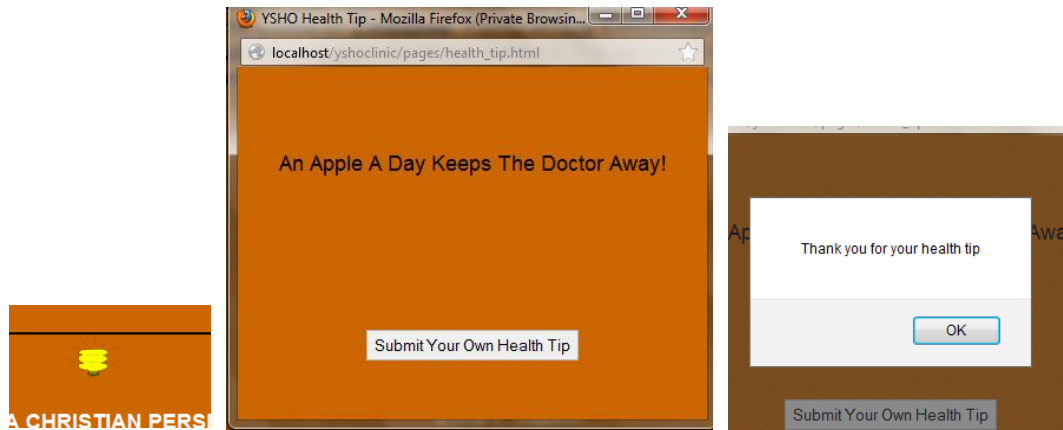 A CHRISTIAN PERS
YSHO Health Tip - Mozilla Firefox (Private Browsin...
localhost/yshoclinic/pages/health_tip.html
An Apple A Day Keeps The Doctor Away!
Submit Your Own Health Tip
Ap
Awa
Thank you for your health tip
OK
Submit Your Own Health Tip